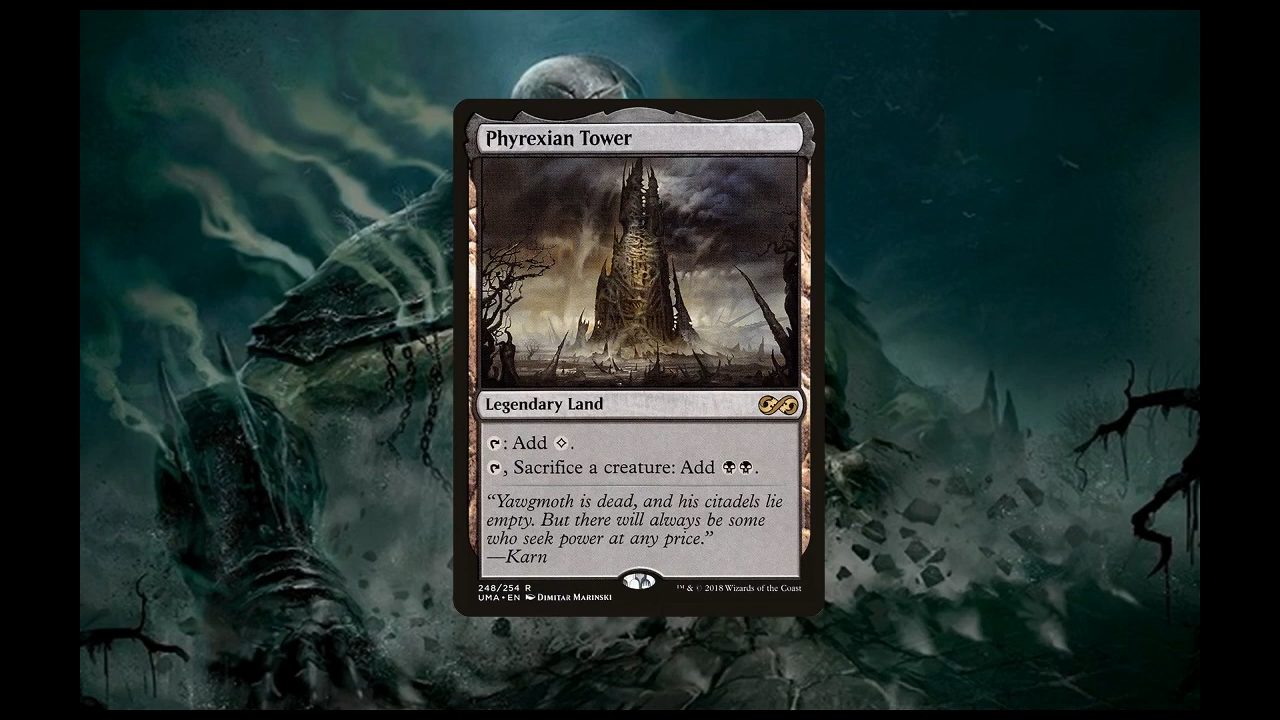 Phyrexian Tower
Legendary Land
: Add .
, Sacrifice a creature: Add .
“Yawgmoth is dead, and his citadels lie
empty. But there will always be some
who seek power at any price.”
—Karn
248/254 R
™ & © 2018 Wizards of the Coast
UMA • EN Dimitar Marinski